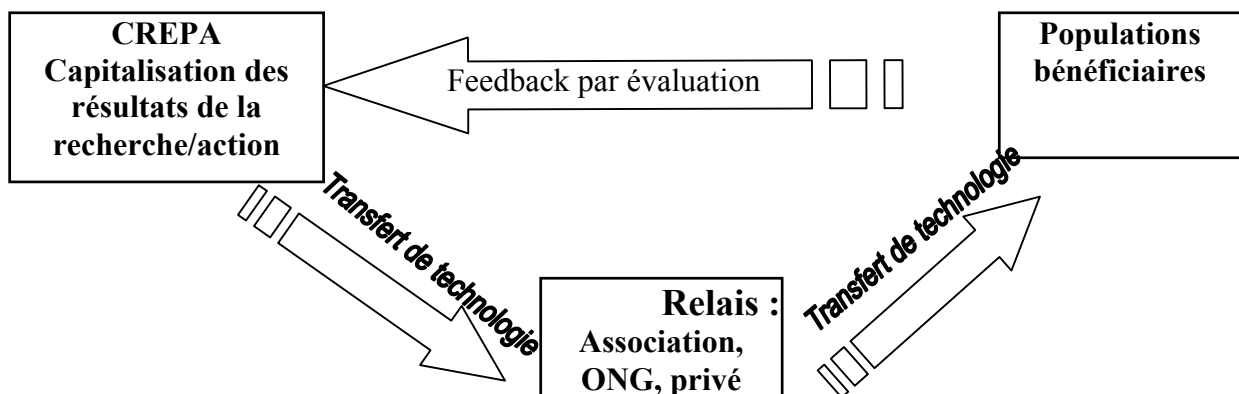 CREPA
Capitalisation des
résultats de la
recherche/action
Feedback par évaluation
Populations
bénéficiaires
Transfert de technologie
Transfert de technologie
Relais :
Association,
ONG, privé